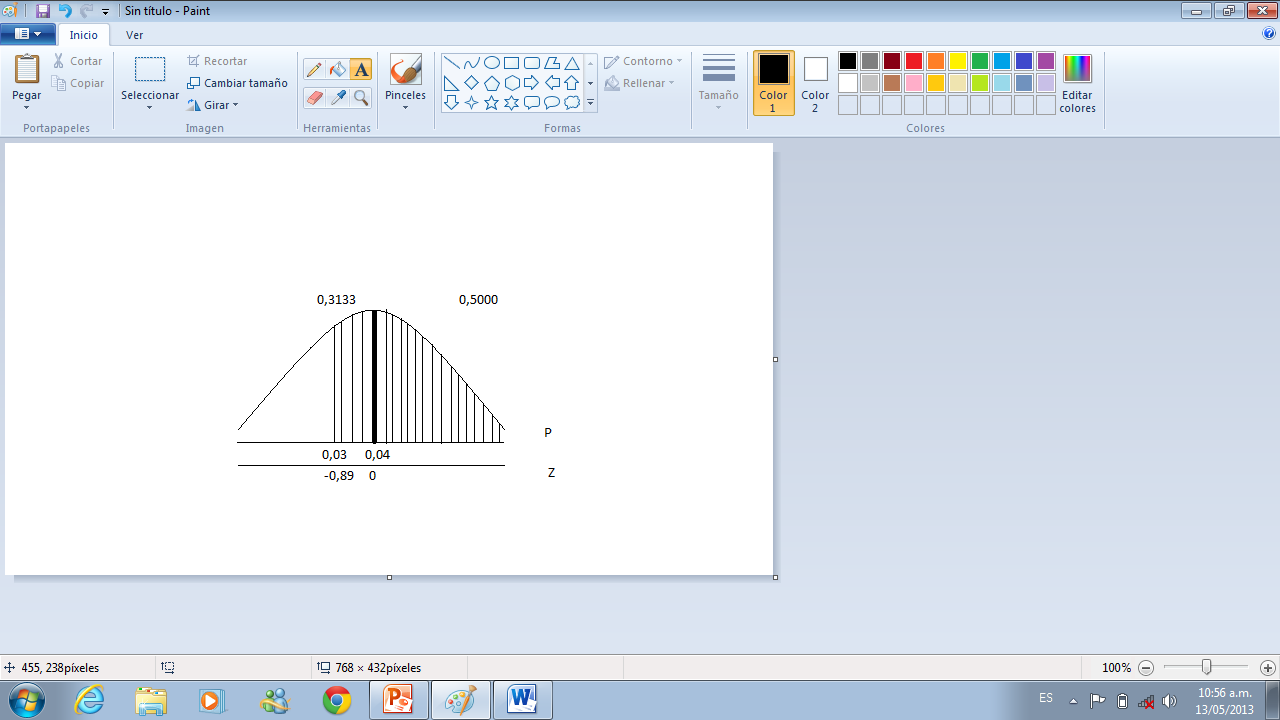 Sin título - Paint
Inicio Ver
Pegar
Cortar
Copiar
Portapapeles
Seleccionar
Recortar
Cambiar tamaño
Girar
Imagen
A
Herramientas
Pinceles
Contorno
Rellenar
Formas
Tamaño
Color
1
Color
2
Editar
colores
Colores
0,3133 0,5000
P
0,03 0,04
Z
-0,89 0
455, 238píxeles
768 × 432píxeles
100%
ES
10:56 a.m.
13/05/2013